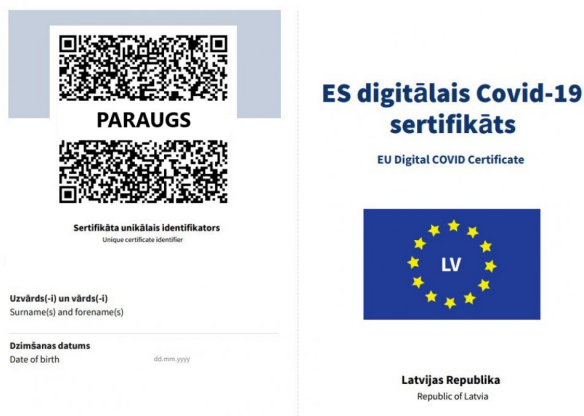 PARAUGS
Sertifikāta unikālais identifikators
Unique certificate identifier
Uzvārds(-i) un vārds(-i)
Surname(s) and forename(s)
Dzimšanas datums
Date of birth
dd.mm.yyyy
ES digitālais Covid-19
sertifikāts
EU Digital COVID Certificate
LV
Latvijas Republika
Republic of Latvia